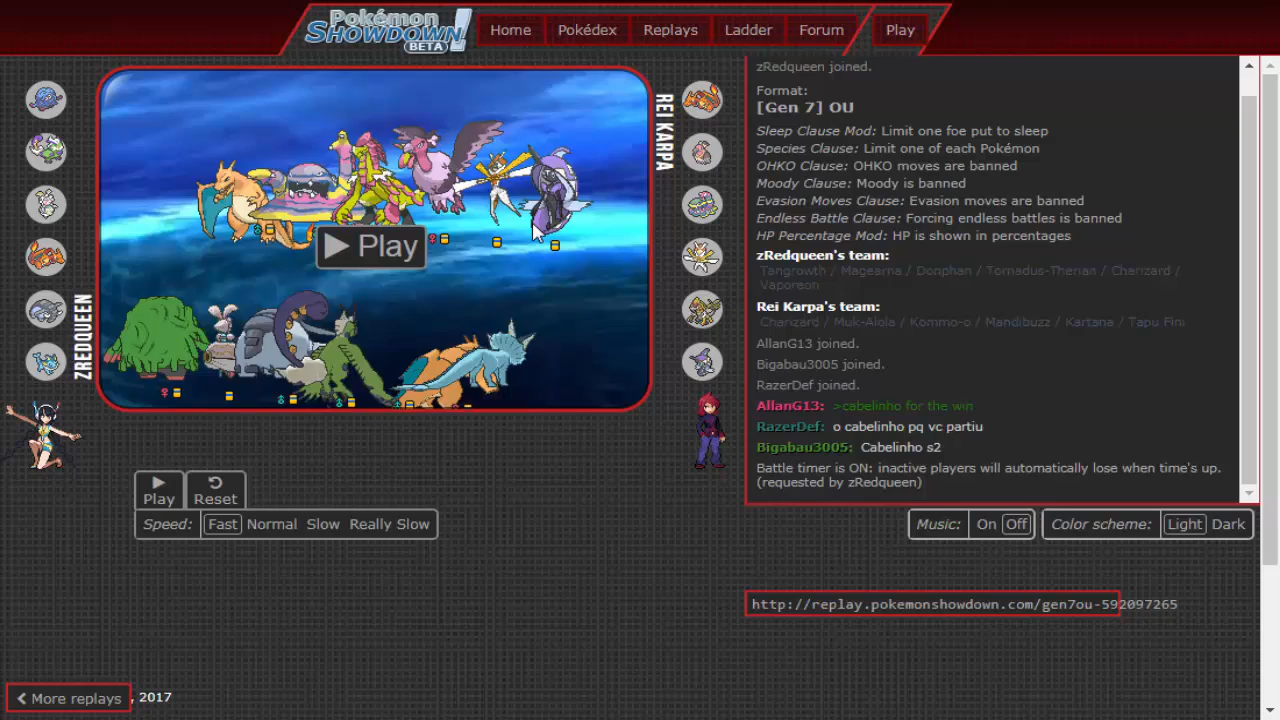 Pokémon
SHOWDOWN!
BETA
Home
Pokédex
Replays
Ladder
Forum
Play
REI KARPA
ZREDQUEEN
Play
zRedqueen joined.
Format:
[Gen 7] OU
Sleep Clause Mod: Limit one foe put to sleep
Species Clause: Limit one of each Pokémon
OHKO Clause: OHKO moves are banned
Moody Clause: Moody is banned
Evasion Moves Clause: Evasion moves are banned
Endless Battle Clause: Forcing endless battles is banned
HP Percentage Mod: HP is shown in percentages
zRedqueen's team:
Tangrowth / Magearna / Donphan / Tornadus-Therian / Charizard /
Vaporeon
Rei Karpa's team:
Charizard / Muk-Alola / Kommo-o / Mandibuzz / Kartana / Tapu Fini
AllanG13 joined.
Bigabau3005 joined.
RazerDef joined.
AllanG13: >cabelinho for the win
RazerDef: o cabelinho pq vc partiu
Bigabau3005: Cabelinho s2
Battle timer is ON: inactive players will automatically lose when time's up.
(requested by zRedqueen)
Play
Reset
Speed: Fast Normal Slow Really Slow
Music: On Off
Color scheme: Light Dark
http://replay.pokemonshowdown.com/gen7ou-592097265
More replays , 2017